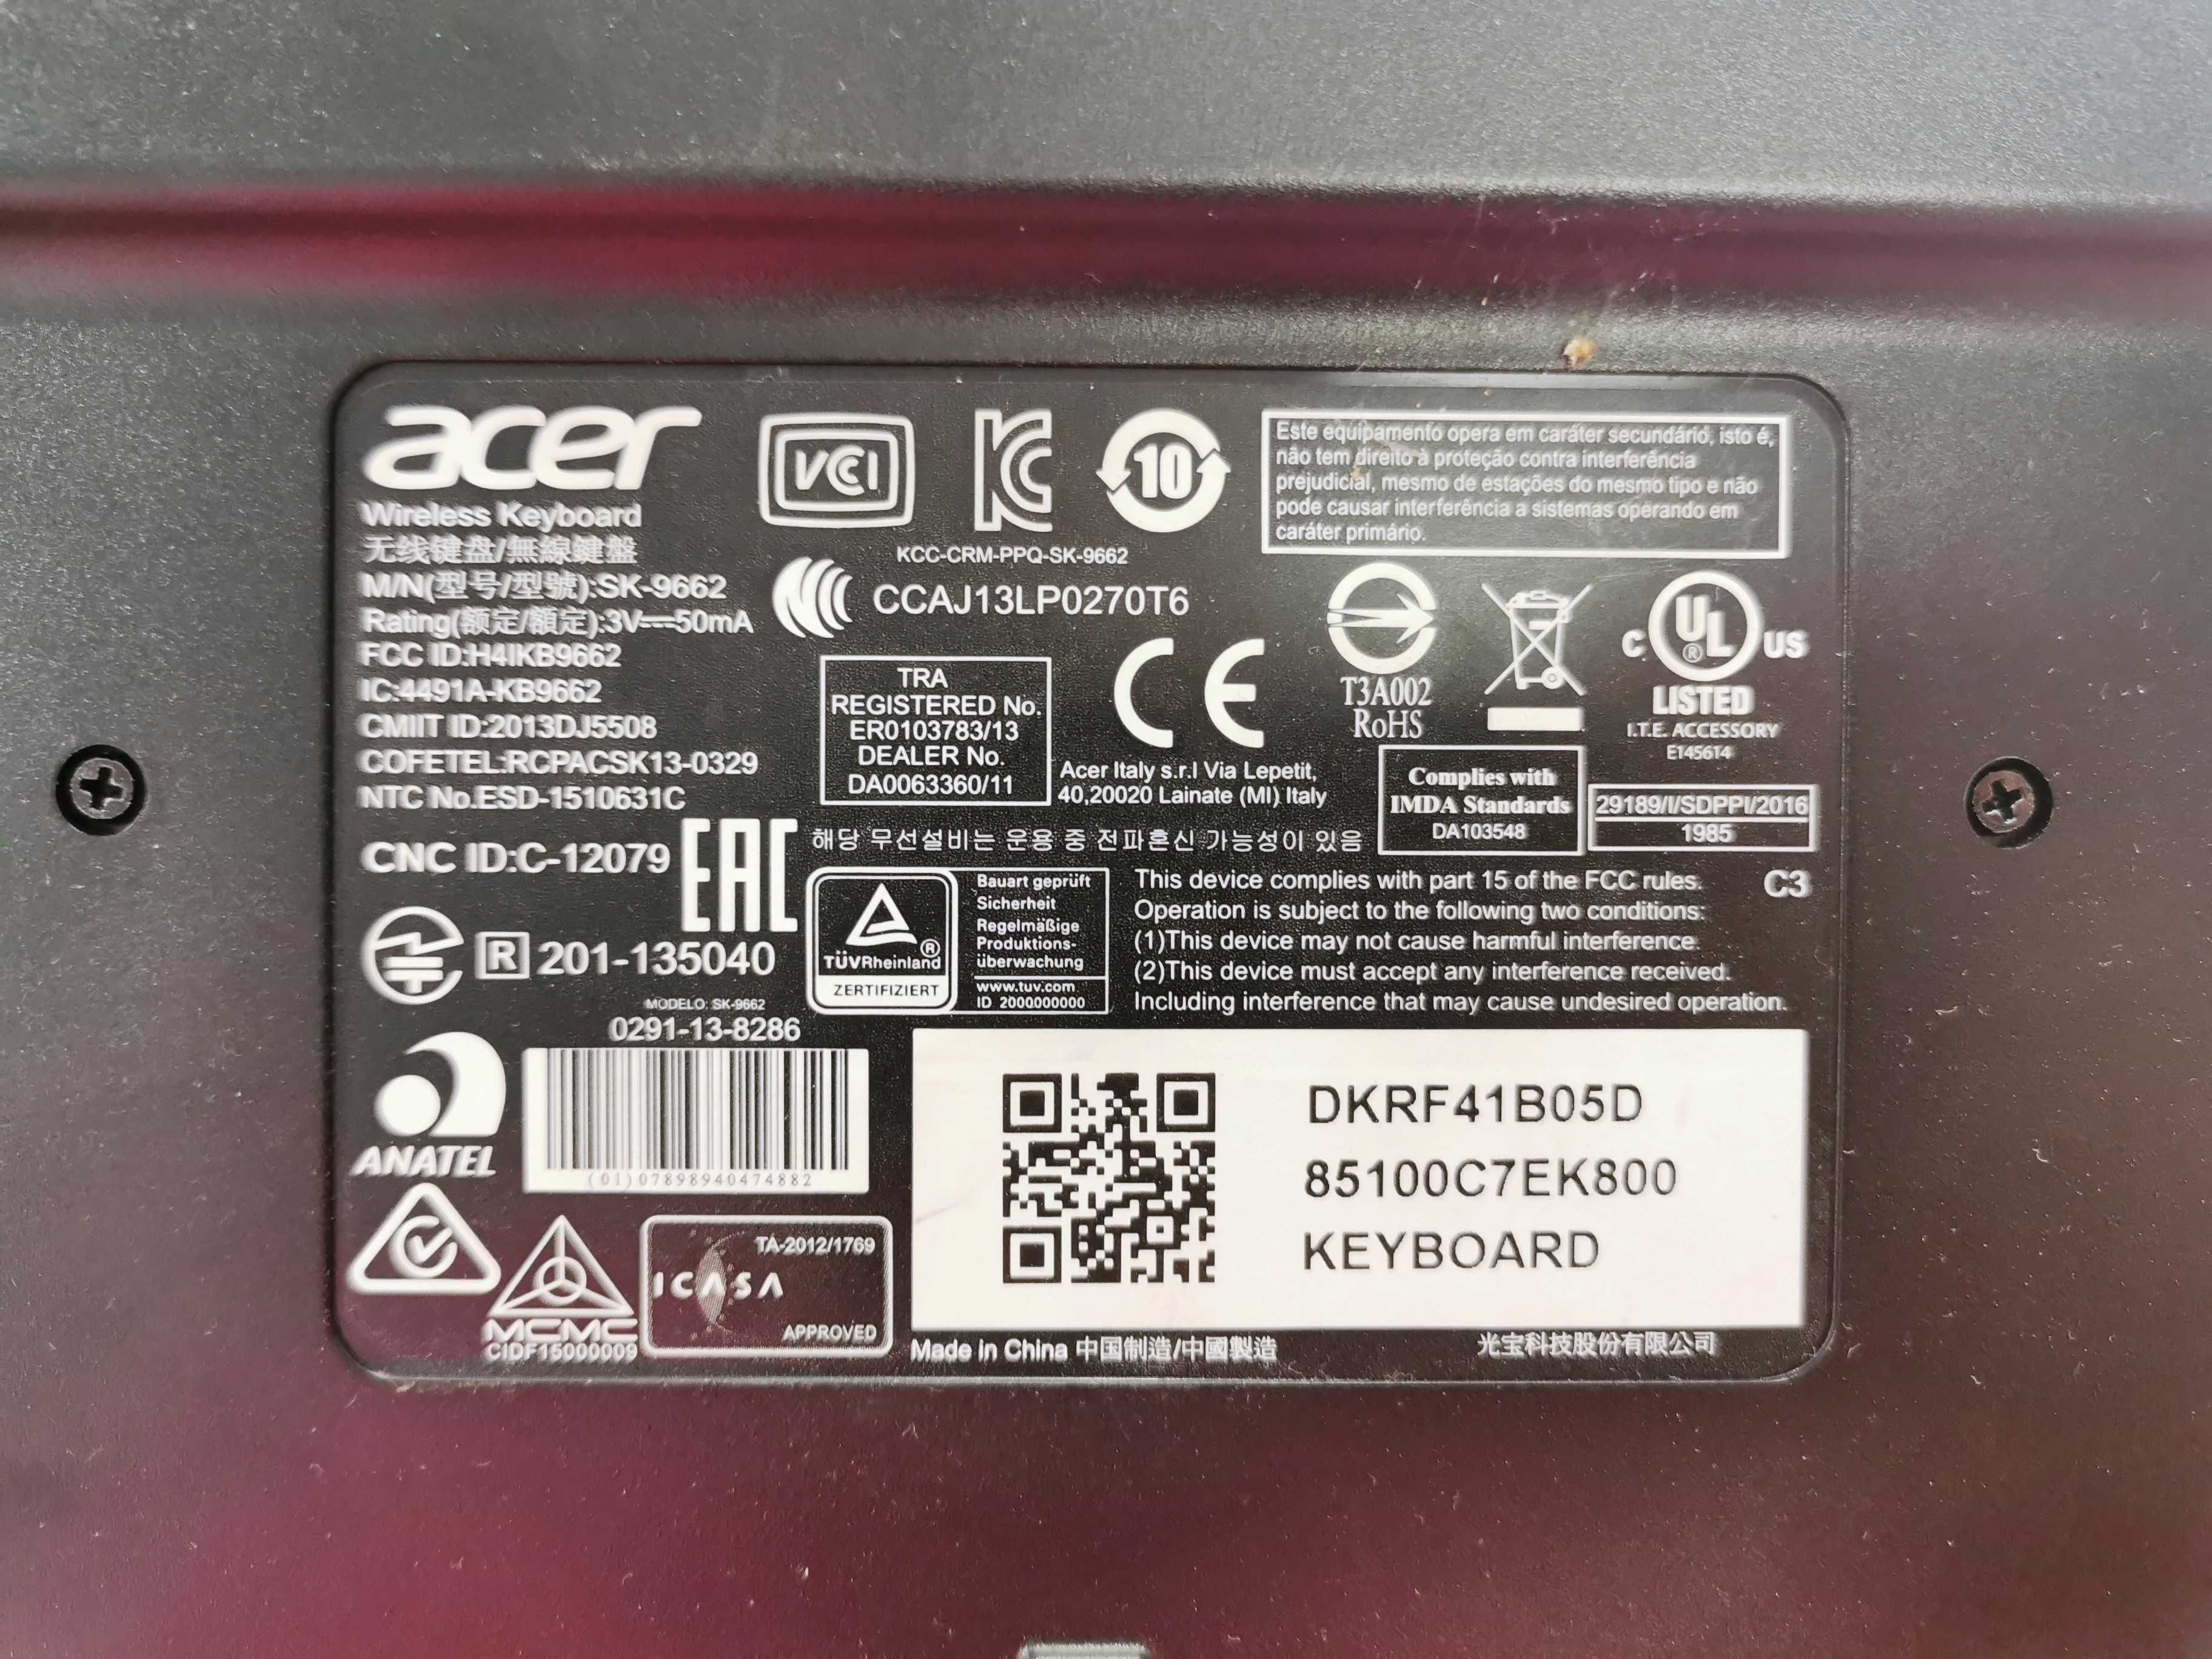 acer
Wireless Keyboard
无线键盘/無線鍵盤
M/N(型号/型號):SK-9662
Rating(额定/額定):3V⎓50mA
FCC ID:H4IKB9662
IC:4491A-KB9662
CMIIT ID:2013DJ5508
COFETEL:RCPACSK13-0329
NTC No.ESD-1510631C
CNC ID:C-12079
EAC
R 201-135040
MODELO: SK-9662
0291-13-8286
ANATEL
(01)07898940474882
MCMC
CIDF15000009
TA-2012/1769
ICASA
APPROVED
VCCI
KC
10
KCC-CRM-PPQ-SK-9662
CCAJ13LP0270T6
TRA
REGISTERED No.
ER0103783/13
DEALER No.
DA0063360/11
CE
Acer Italy s.r.l Via Lepetit,
40,20020 Lainate (MI) Italy
해당 무선설비는 운용 중 전파혼신 가능성이 있음
TÜVRheinland®
ZERTIFIZIERT
Bauart geprüft
Sicherheit
Regelmäßige
Produktions-
überwachung
www.tuv.com
ID 2000000000
Este equipamento opera em caráter secundário, isto é,
não tem direito à proteção contra interferência
prejudicial, mesmo de estações do mesmo tipo e não
pode causar interferência a sistemas operando em
caráter primário.
T3A002
RoHS
C UL® US
LISTED
I.T.E. ACCESSORY
E145614
Complies with
IMDA Standards
DA103548
29189/I/SDPPI/2016
1985
This device complies with part 15 of the FCC rules.
C3
Operation is subject to the following two conditions:
(1)This device may not cause harmful interference.
(2)This device must accept any interference received.
Including interference that may cause undesired operation.
DKRF41B05D
85100C7EK800
KEYBOARD
Made in China 中国制造/中國製造
光宝科技股份有限公司